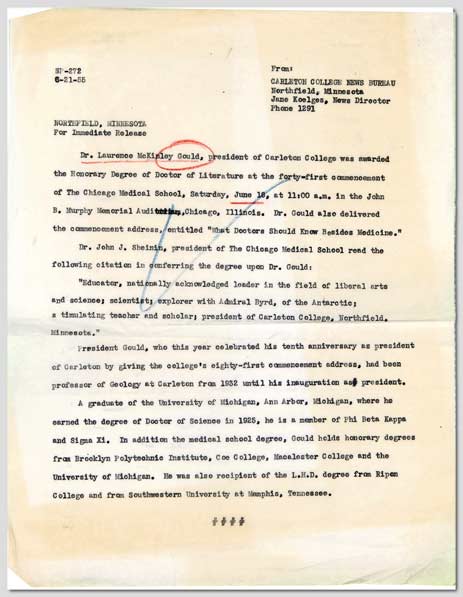 SP-272
6-21-55
From:
CARLETON COLLEGE NEWS BUREAU
Northfield, Minnesota
Jane Koelges, News Director
Phone 1291
NORTHFIELD, MINNESOTA
For Immediate Release
Dr. Laurence McKinley Gould, president of Carleton College was awarded
the Honorary Degree of Doctor of Literature at the forty-first commencement
of The Chicago Medical School, Saturday, June 18, at 11:00 a.m. in the John
B. Murphy Memorial Auditorium, Chicago, Illinois. Dr. Gould also delivered
the commencement address, entitled "What Doctors Should Know Besides Medicine."
Dr. John J. Sheinin, president of The Chicago Medical School read the
following citation in conferring the degree upon Dr. Gould:
"Educator, nationally acknowledged leader in the field of liberal arts
and science; scientist; explorer with Admiral Byrd, of the Antarctic;
a timulating teacher and scholar; president of Carleton College, Northfield,
Minnesota."
President Gould, who this year celebrated his tenth anniversary as president
of Carleton by giving the college's eighty-first commencement address, had been
professor of Geology at Carleton from 1932 until his inauguration as president.
A graduate of the University of Michigan, Ann Arbor, Michigan, where he
earned the degree of Doctor of Science in 1925, he is a member of Phi Beta Kappa
and Sigma Xi. In addition the medical school degree, Gould holds honorary degrees
from Brooklyn Polytechnic Institute, Coe College, Macalester College and the
University of Michigan. He was also recipient of the L.H.D. degree from Ripon
College and from Southwestern University at Memphis, Tennessee.
####